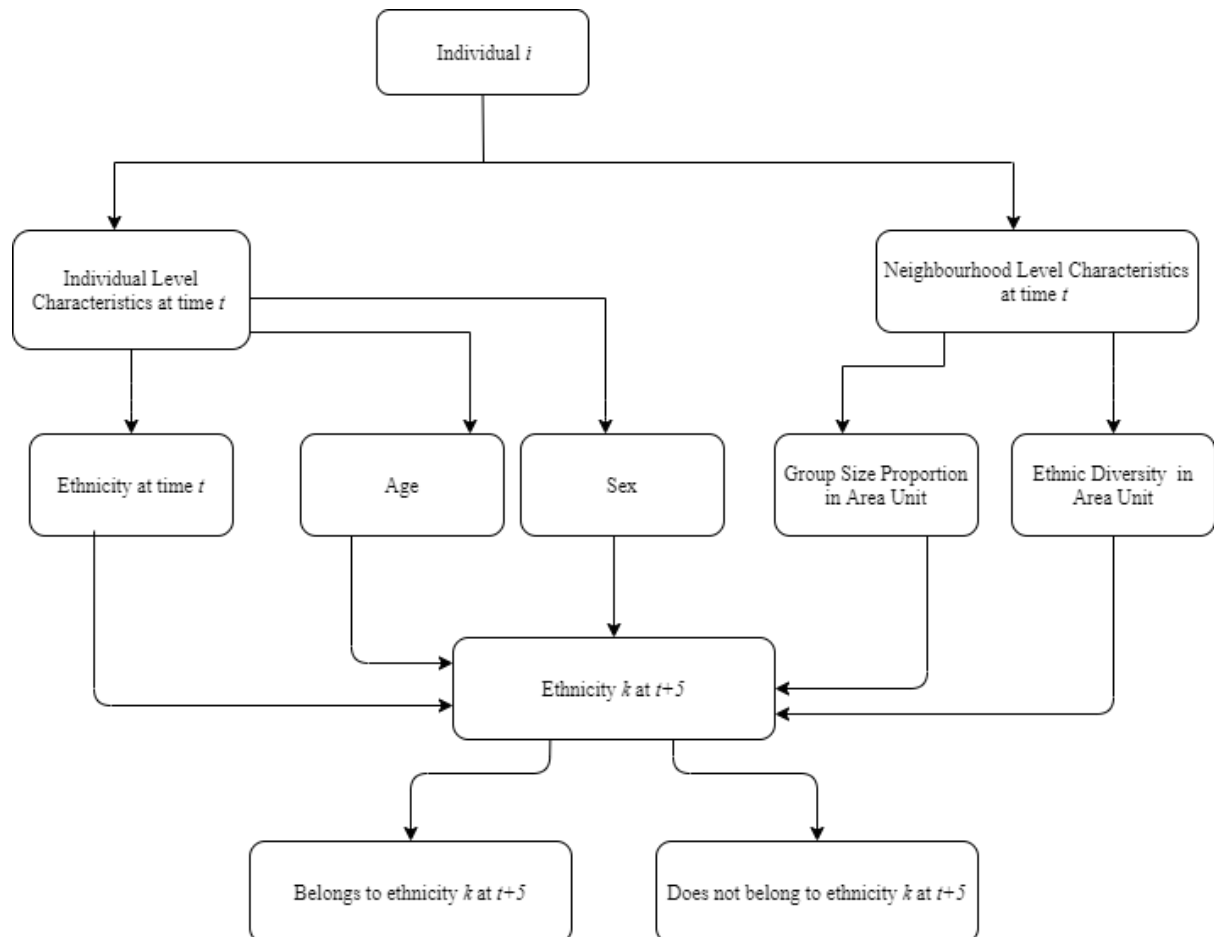 Individual i
Individual Level
Characteristics at time t
Neighbourhood Level Characteristics
at time t
Ethnicity at time t
Age
Sex
Group Size Proportion
in Area Unit
Ethnic Diversity in
Area Unit
Ethnicity k at t+5
Belongs to ethnicity k at t+5
Does not belong to ethnicity k at t+5